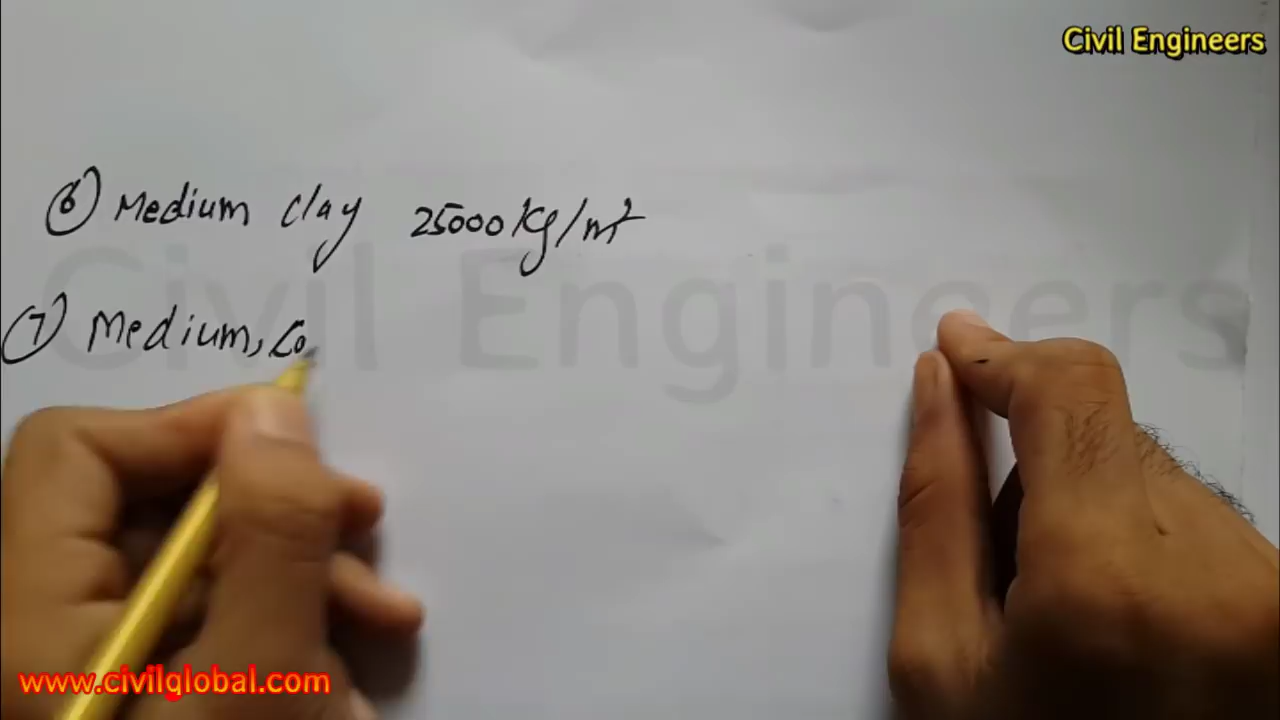 Civil Engineers
⑥ Medium clay 25000 Kg/m²
⑦ Medium, Co
Civil Engineers
www.civilglobal.com